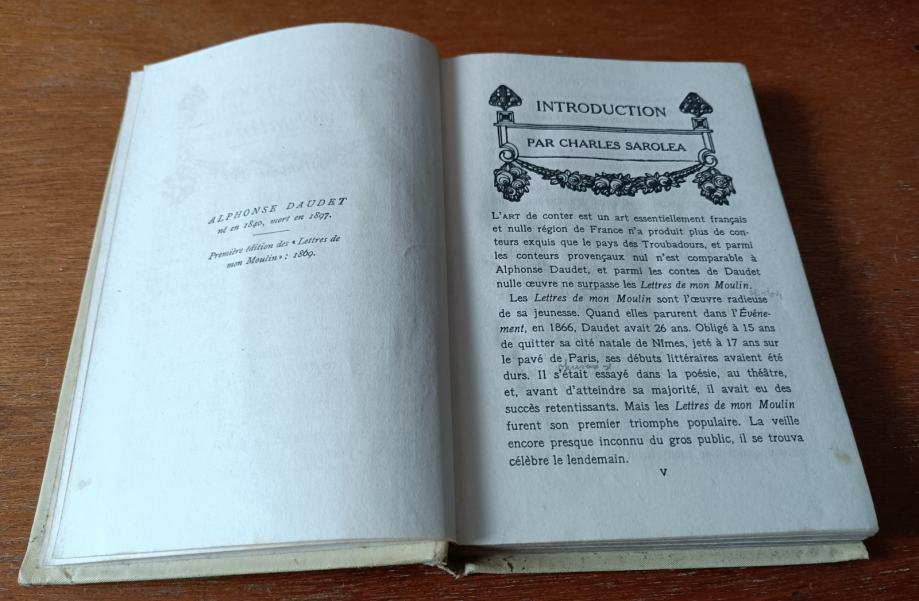 ALPHONSE DAUDET
né en 1840, mort en 1897.
Première édition des « Lettres de
mon Moulin » : 1869.
INTRODUCTION
PAR CHARLES SAROLEA
L'ART de conter est un art essentiellement français
et nulle région de France n'a produit plus de con-
teurs exquis que le pays des Troubadours, et parmi
les conteurs provençaux nul n'est comparable à
Alphonse Daudet, et parmi les contes de Daudet
nulle œuvre ne surpasse les Lettres de mon Moulin.
Les Lettres de mon Moulin sont l'œuvre radieuse
de sa jeunesse. Quand elles parurent dans l'Événe-
ment, en 1866, Daudet avait 26 ans. Obligé à 15 ans
de quitter sa cité natale de Nîmes, jeté à 17 ans sur
le pavé de Paris, ses débuts littéraires avaient été
durs. Il s'était essayé dans la poésie, au théâtre,
et, avant d'atteindre sa majorité, il avait eu des
succès retentissants. Mais les Lettres de mon Moulin
furent son premier triomphe populaire. La veille
encore presque inconnu du gros public, il se trouva
célèbre le lendemain.
V